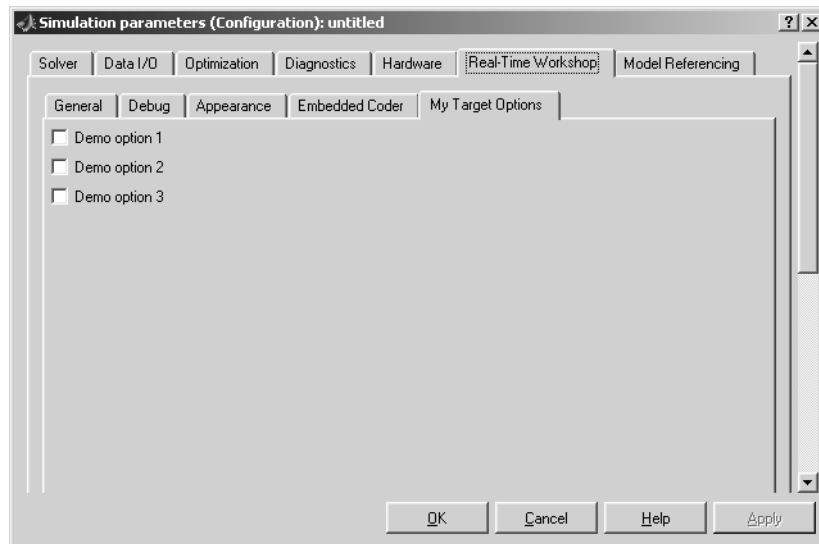 Simulation parameters (Configuration): untitled
Solver Data I/O Optimization Diagnostics Hardware Real-Time Workshop Model Referencing
General Debug Appearance Embedded Coder My Target Options
Demo option 1
Demo option 2
Demo option 3
OK Cancel Help Apply